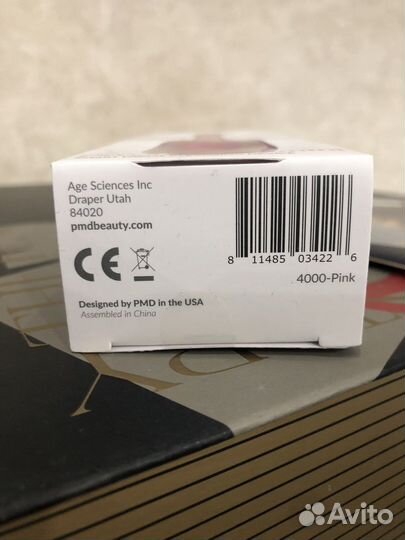 Age Sciences Inc
Draper Utah
84020
pmdbeauty.com
8 11485 03422 6
4000-Pink
CE
Designed by PMD in the USA
Assembled in China
Avito